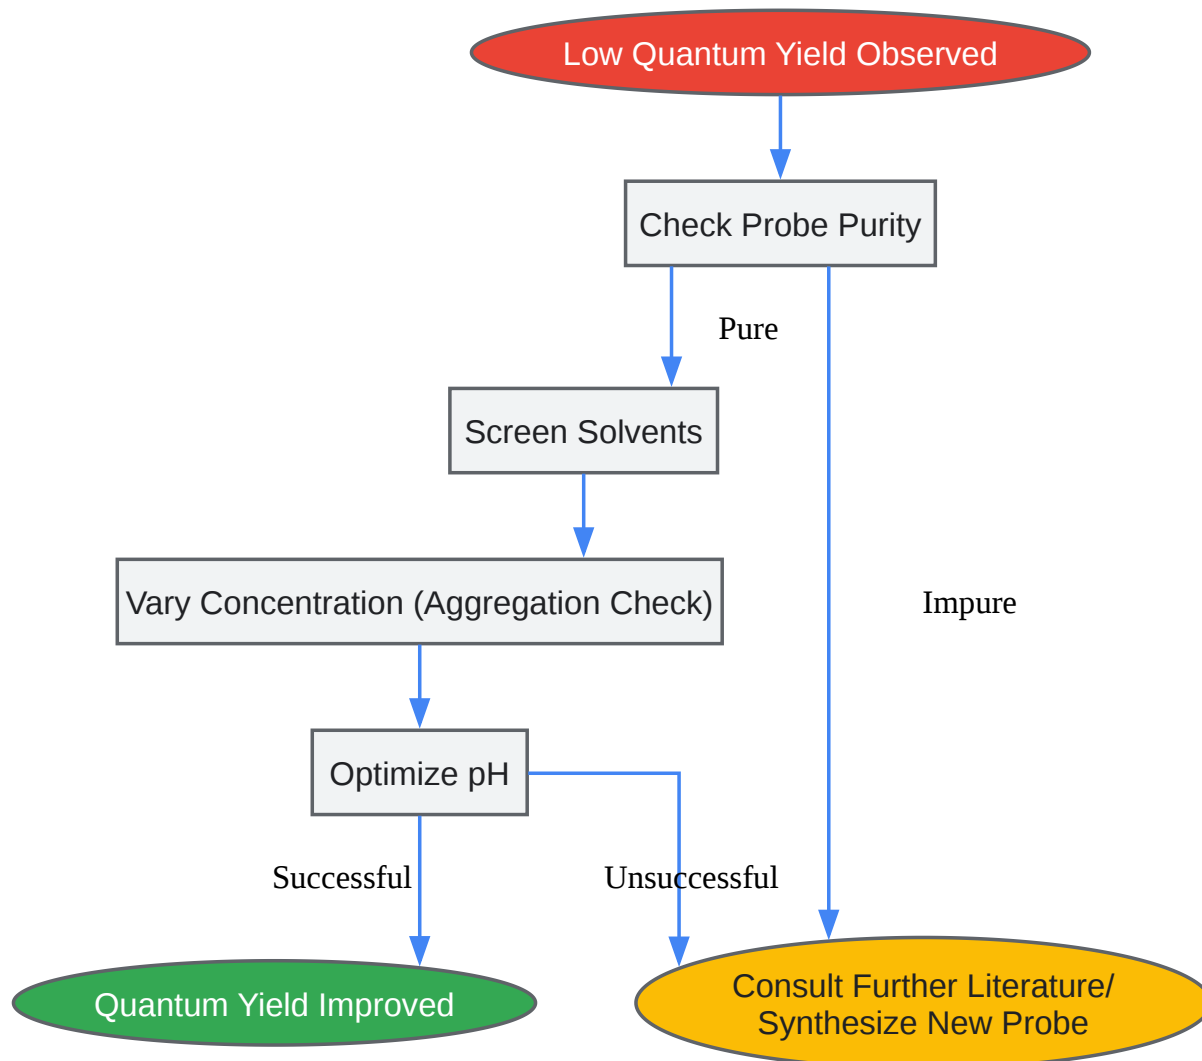 Low Quantum Yield Observed
Check Probe Purity
Pure
Screen Solvents
Vary Concentration (Aggregation Check)
Impure
Optimize pH
Successful
Unsuccessful
Quantum Yield Improved
Consult Further Literature/
Synthesize New Probe